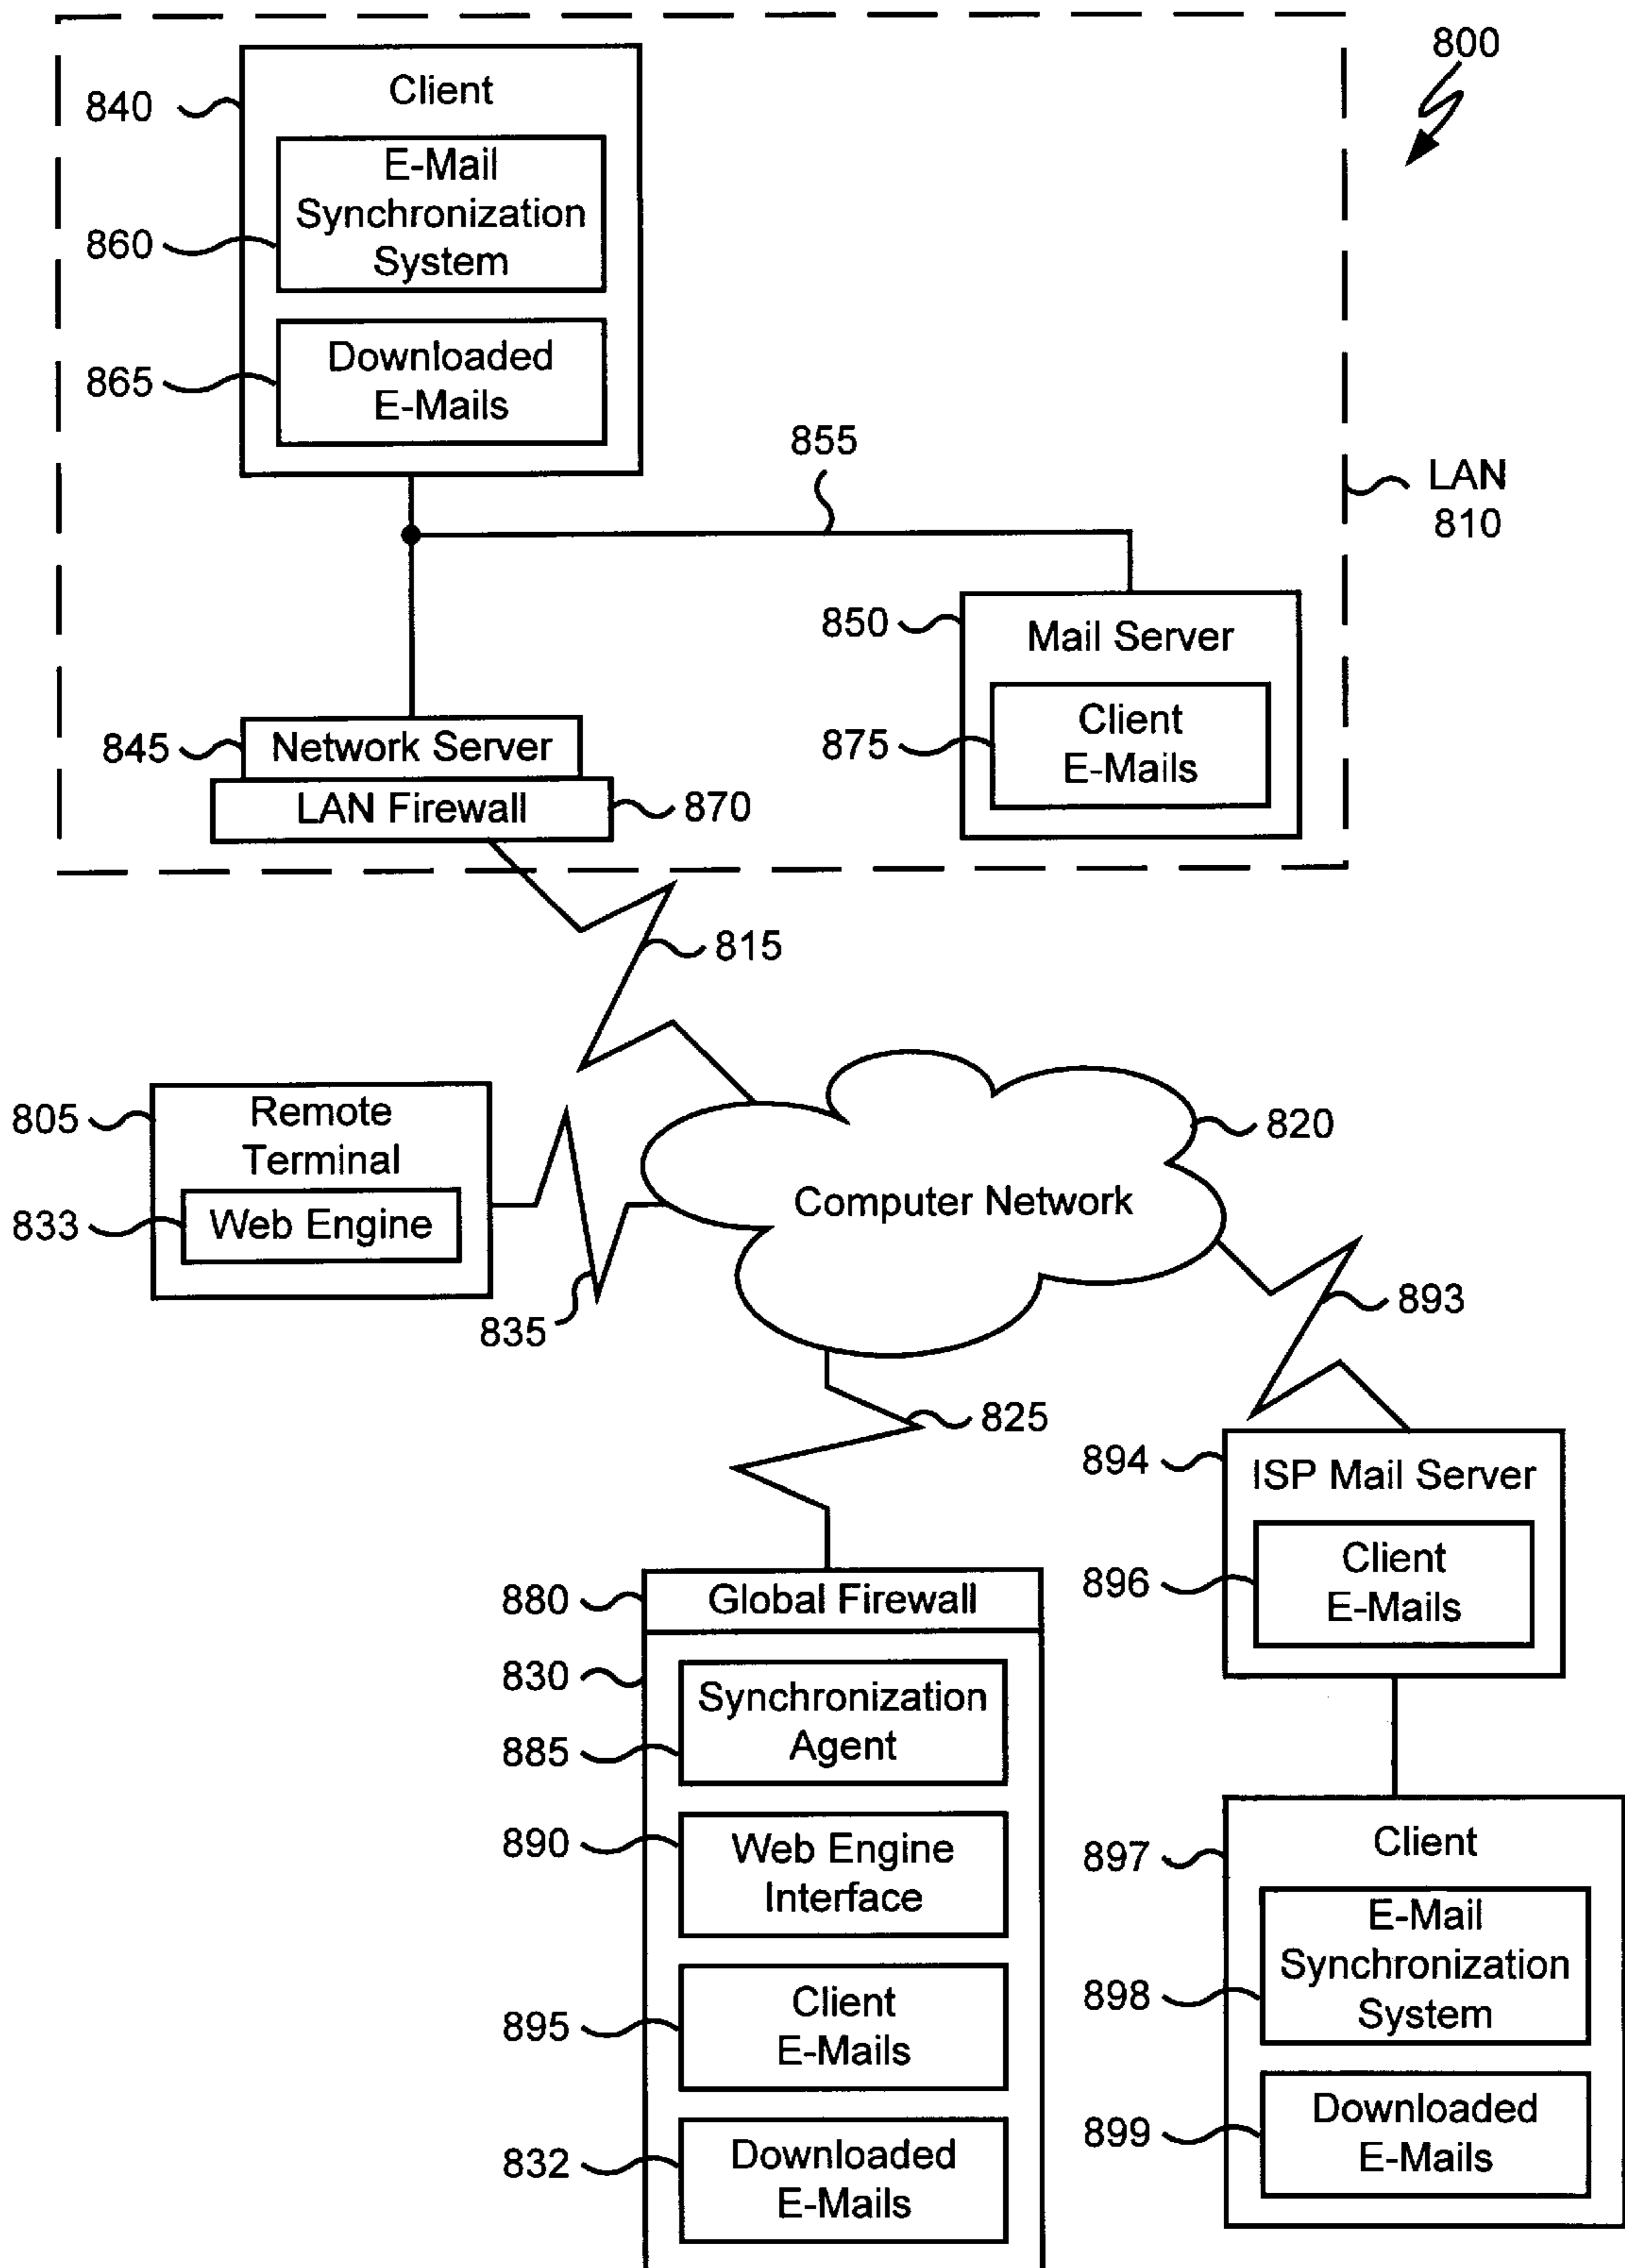 800
840
Client
860
E-Mail
Synchronization
System
865
Downloaded
E-Mails
855
LAN
810
850
Mail Server
875
Client
E-Mails
845
Network Server
LAN Firewall
870
815
805
Remote
Terminal
833
Web Engine
835
820
Computer Network
893
825
894
ISP Mail Server
896
Client
E-Mails
880
Global Firewall
830
885
Synchronization
Agent
890
Web Engine
Interface
895
Client
E-Mails
832
Downloaded
E-Mails
897
Client
898
E-Mail
Synchronization
System
899
Downloaded
E-Mails